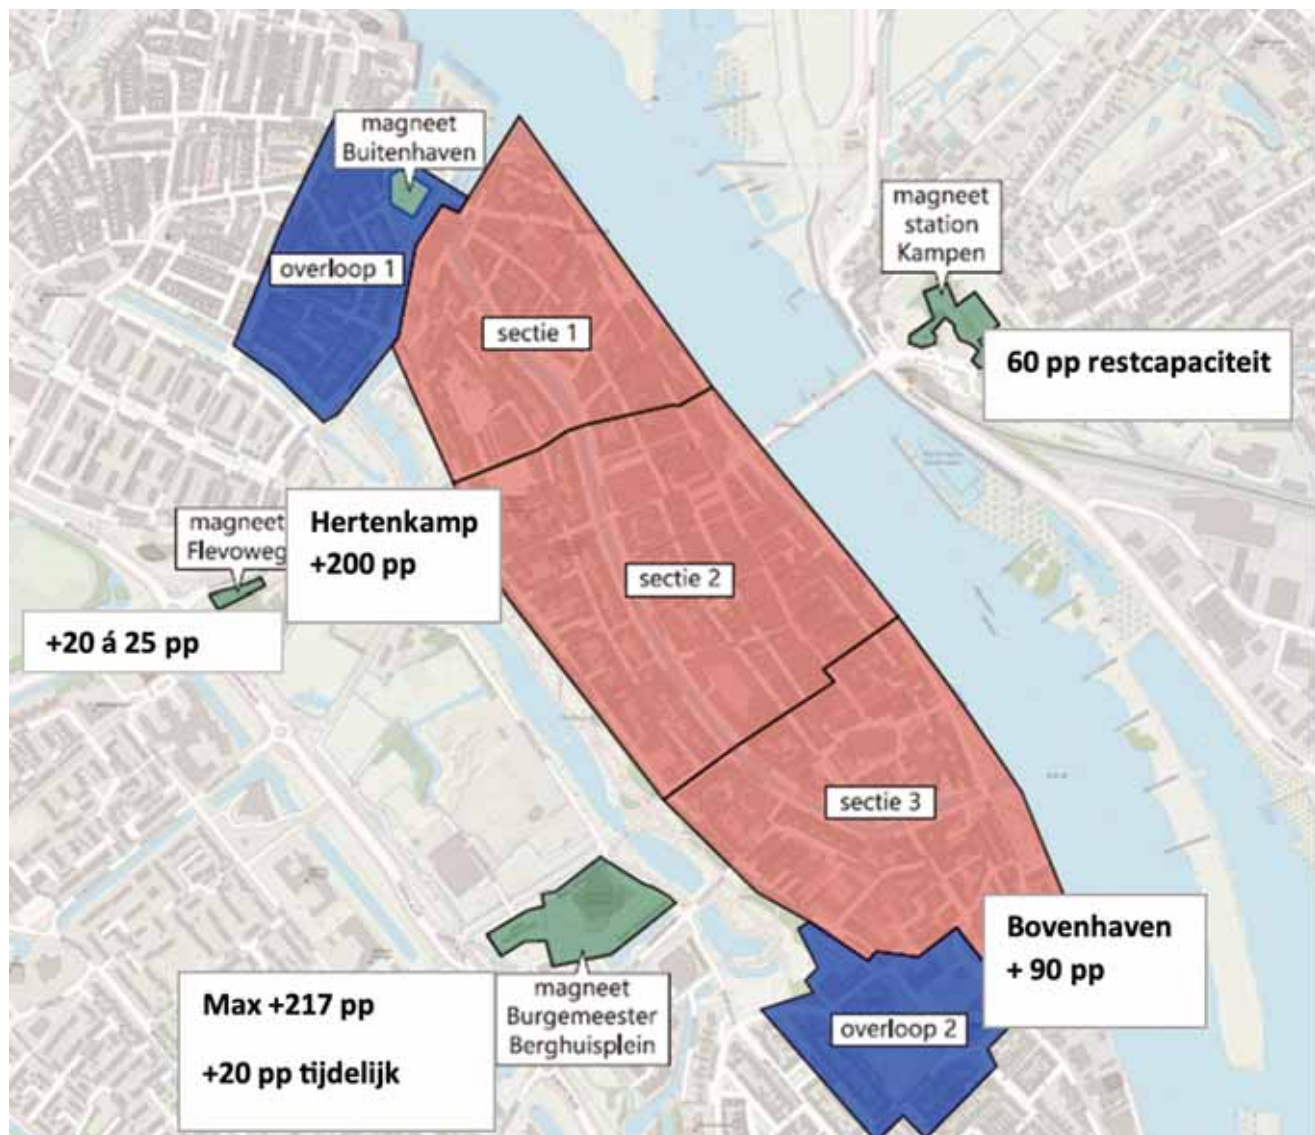 magneet
Buitenhaven
magneet
station
Kampen
overloop 1
sectie 1
60 pp restcapaciteit
magneet
Flevoweg
Hertenkamp
+200 pp
sectie 2
+20 á 25 pp
sectie 3
Bovenhaven
+ 90 pp
Max +217 pp
+20 pp tijdelijk
magneet
Burgemeester
Berghuisplein
overloop 2